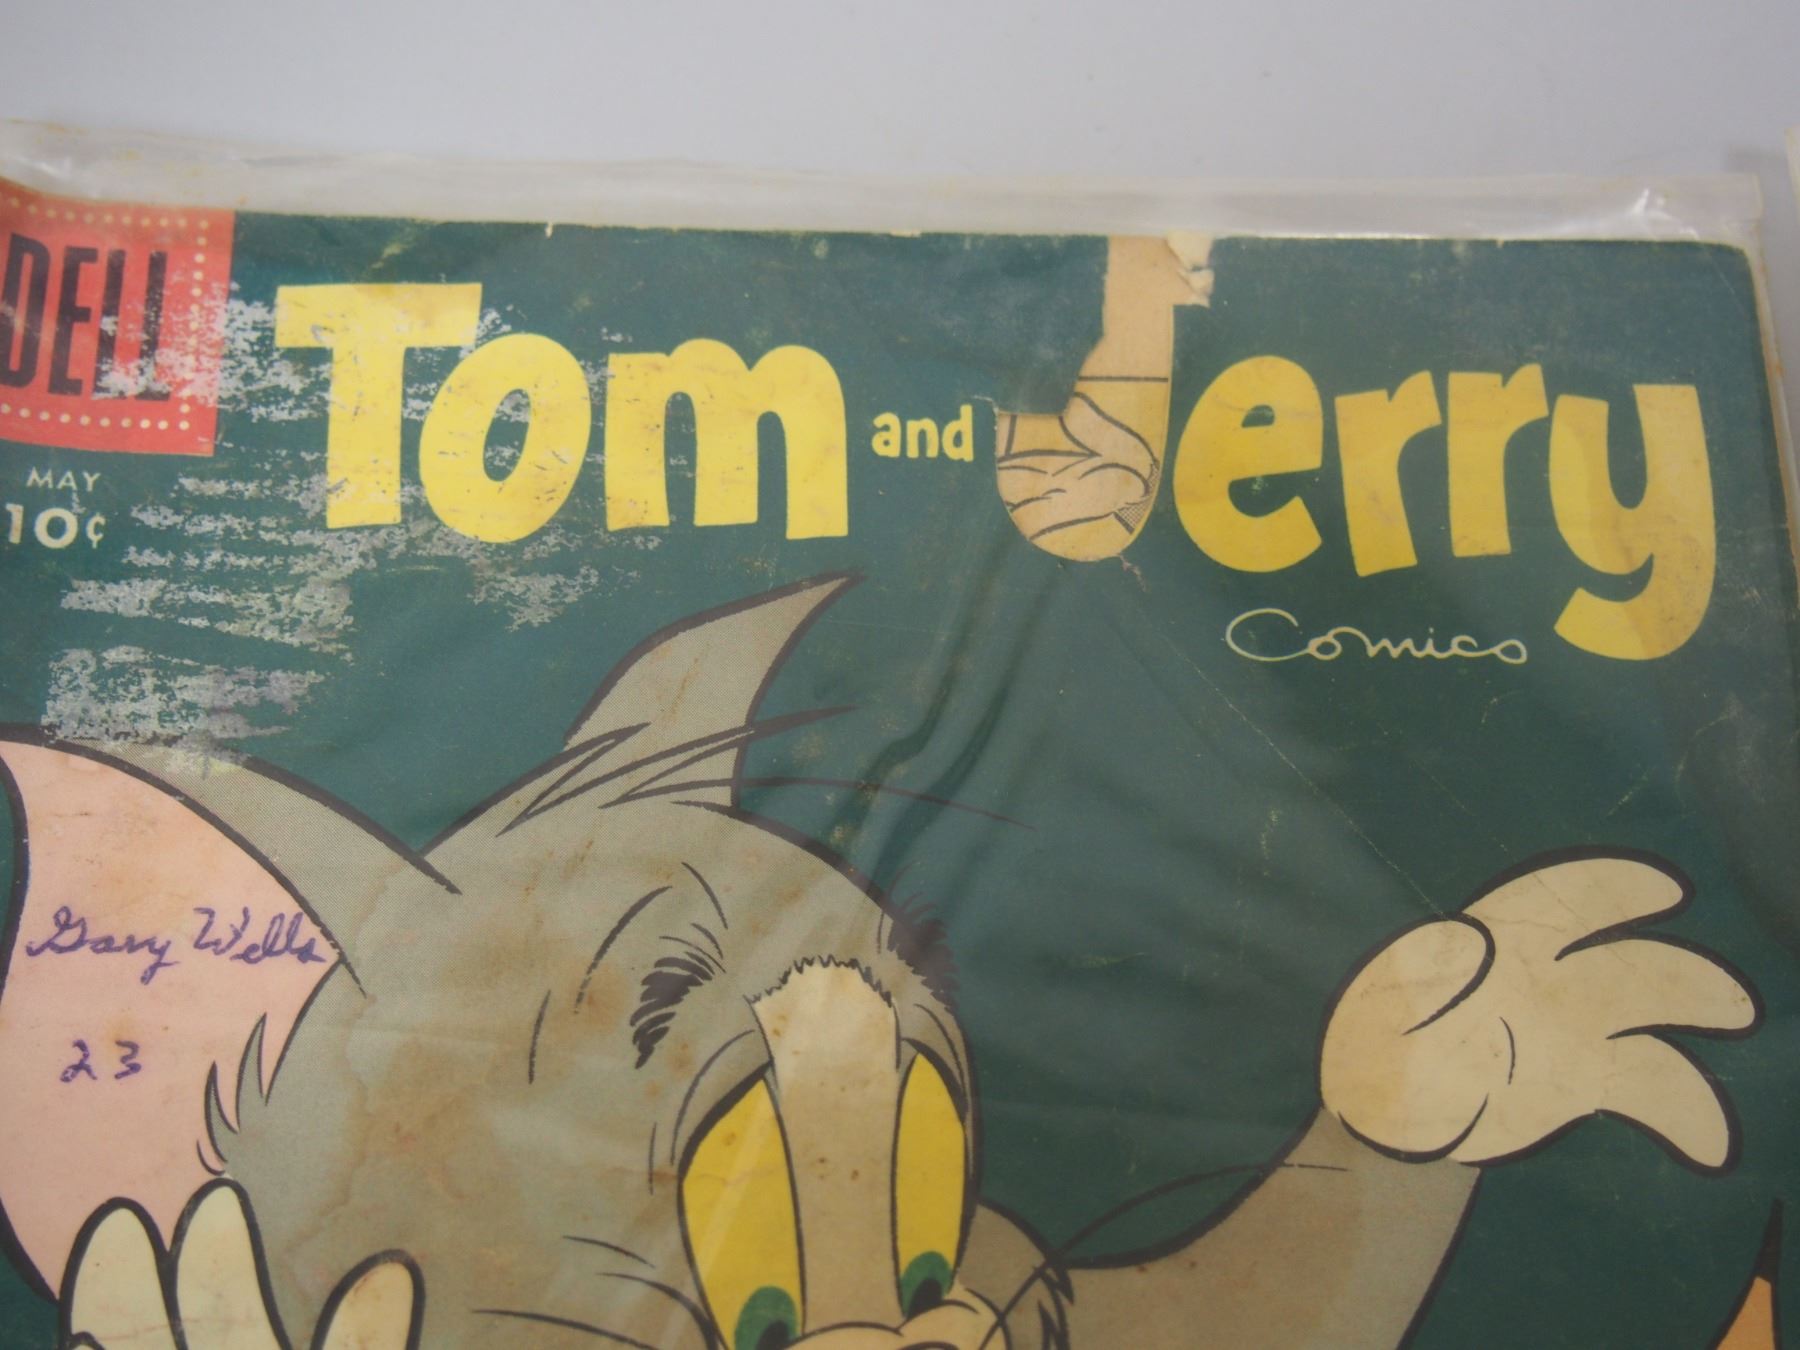 DELL
Tom and Jerry
Comics
MAY
10¢
Gary Wells
23